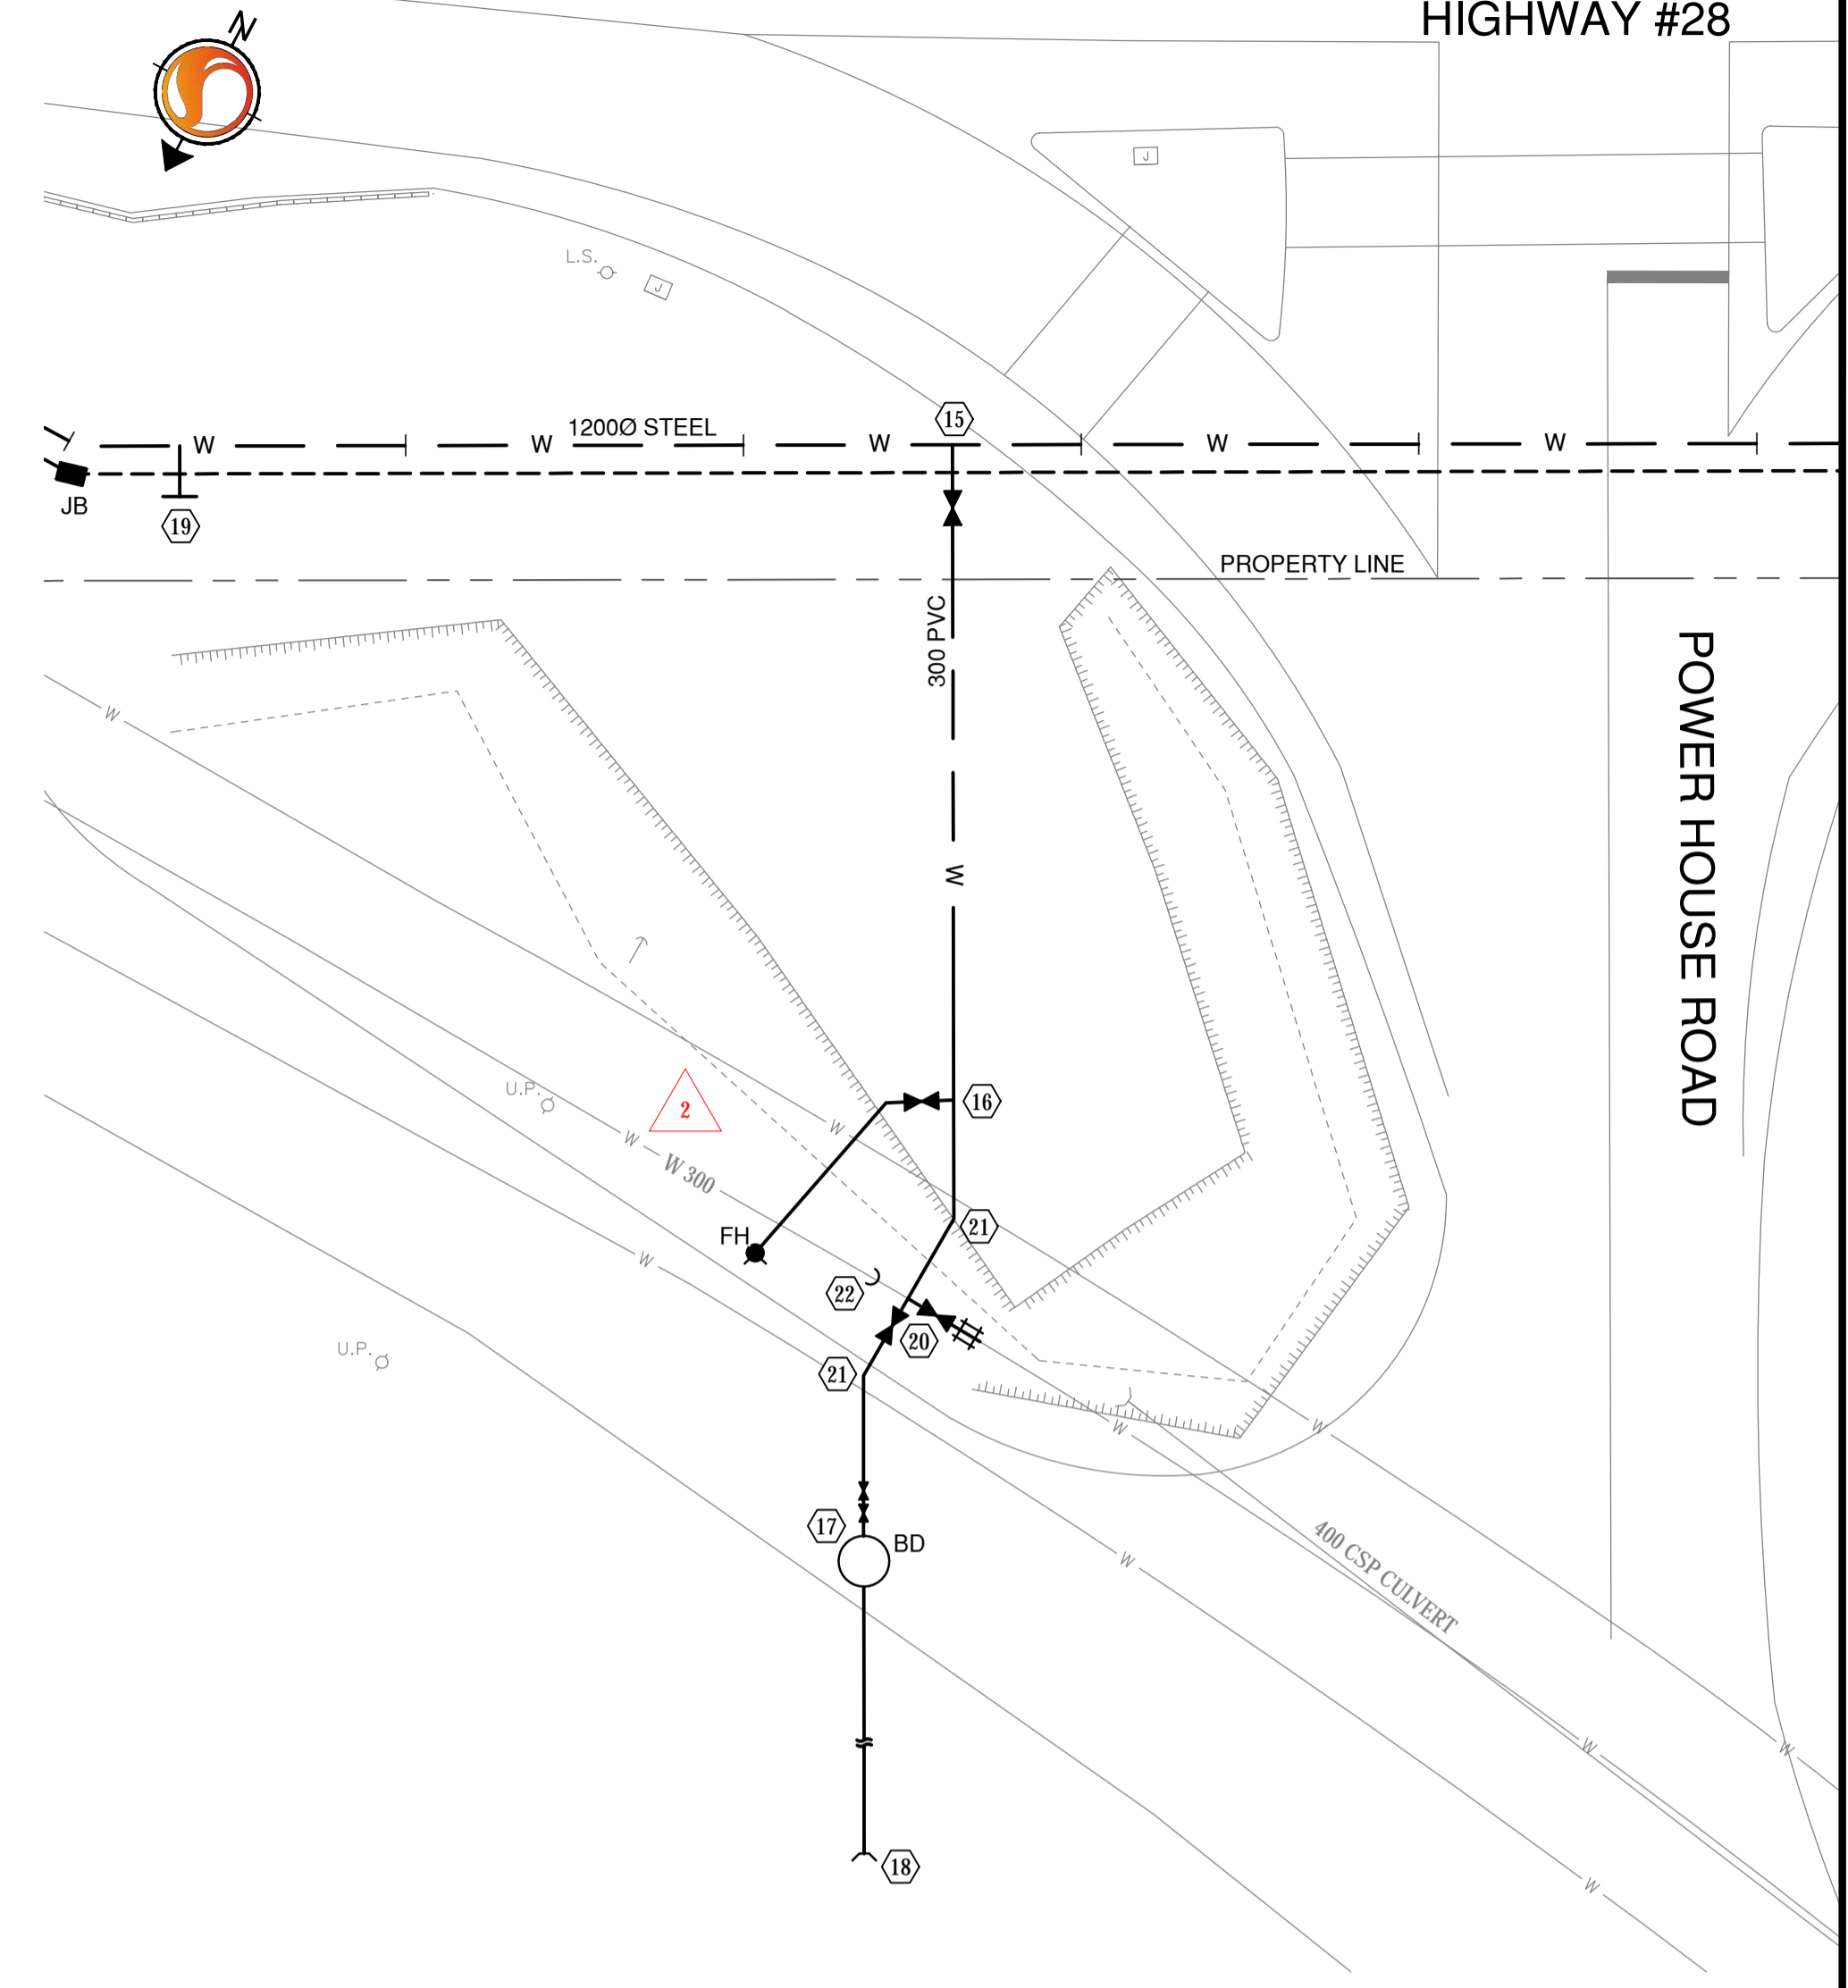 HIGHWAY #28
N
J
L.S.
J
15
1200Ø STEEL
W
W
W
W
W
JB
19
PROPERTY LINE
300 PVC
POWER HOUSE ROAD
W
W
U.P.
2
16
W
W
W 300
21
FH
W
22
20
U.P.
21
W
W
17
BD
400 CSP CULVERT
W
W
W
18
W